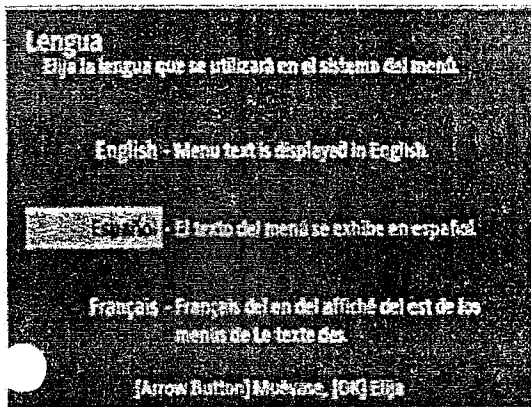 Lengua
Elija la lengua que se utilizará en el sistema del menú.
English - Menu text is displayed in English.
Español - El texto del menú se exhibe en español.
Français - Français del en del affiché del est de los
menús de Le texte des.
[Arrow Button] Muévase, [OK] Elija